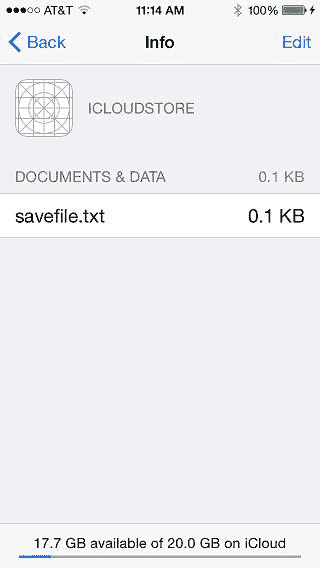 AT&T 11:14 AM 100%
Back Info Edit
ICLOUDSTORE
DOCUMENTS & DATA 0.1 KB
savefile.txt 0.1 KB
17.7 GB available of 20.0 GB on iCloud